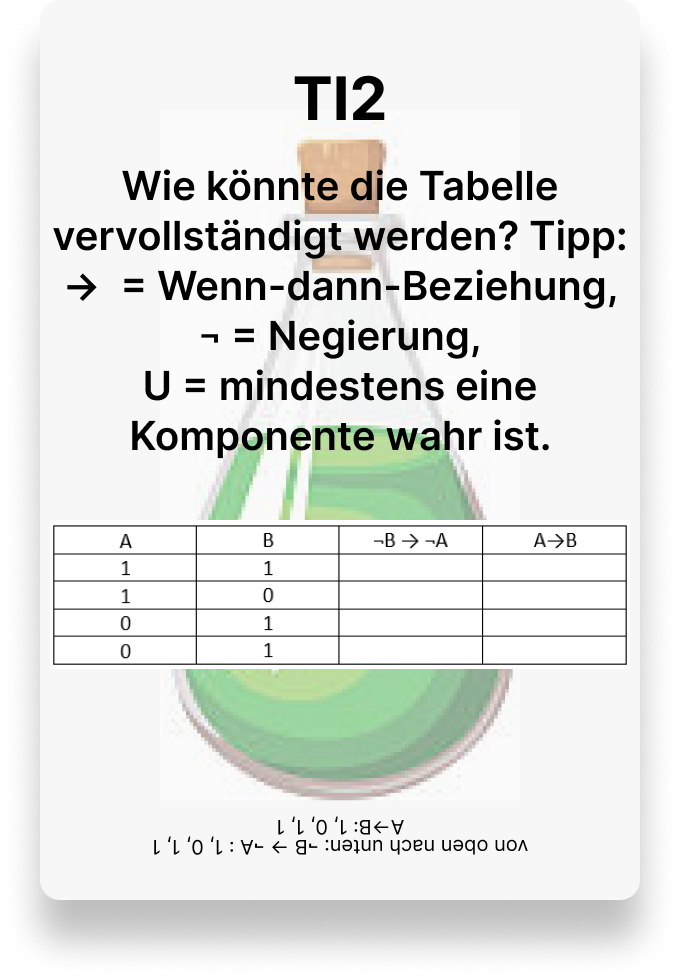 TI2
Wie könnte die Tabelle
vervollständigt werden? Tipp:
→ = Wenn-dann-Beziehung,
¬ = Negierung,
U = mindestens eine
Komponente wahr ist.
A B ¬B → ¬A A→B
1 1
1 0
0 1
0 1
von oben nach unten: ¬B → ¬A : 1, 0, 1, 1
A→B: 1, 0, 1, 1